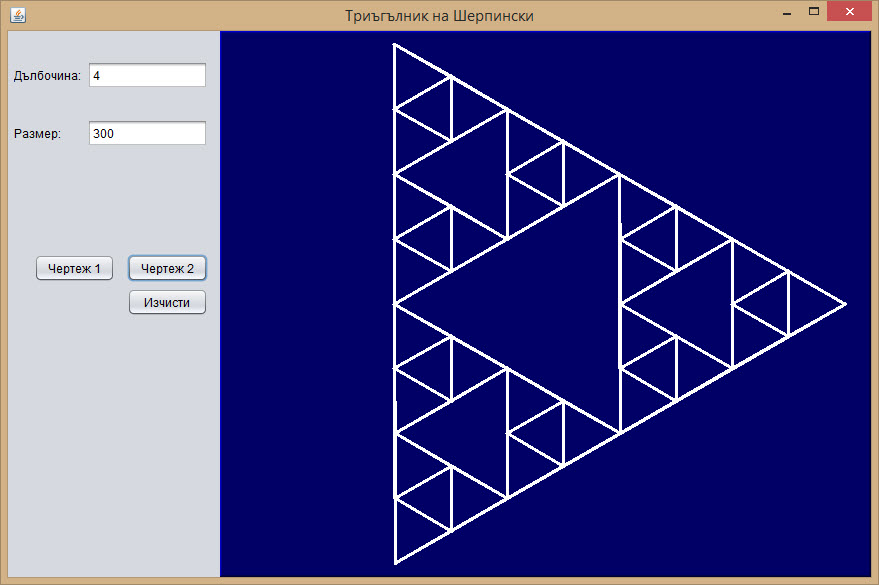 Триъгълник на Шерпински
Дълбочина: 4
Размер: 300
Чертеж 1 Чертеж 2
Изчисти